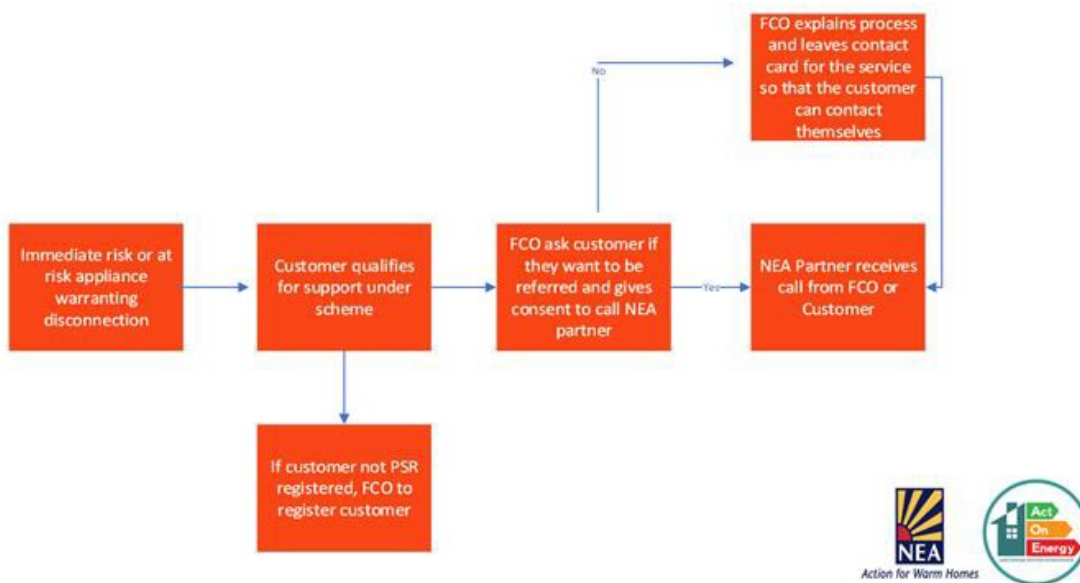 FCO explains process
and leaves contact
card for the service
so that the customer
can contact
themselves
No
Immediate risk or at
risk appliance
warranting
disconnection
Customer qualifies
for support under
scheme
FCO ask customer if
they want to be
referred and gives
consent to call NEA
partner
Yes
NEA Partner receives
call from FCO or
Customer
If customer not PSR
registered, FCO to
register customer
NEA
Action for Warm Homes
Act
On
Energy